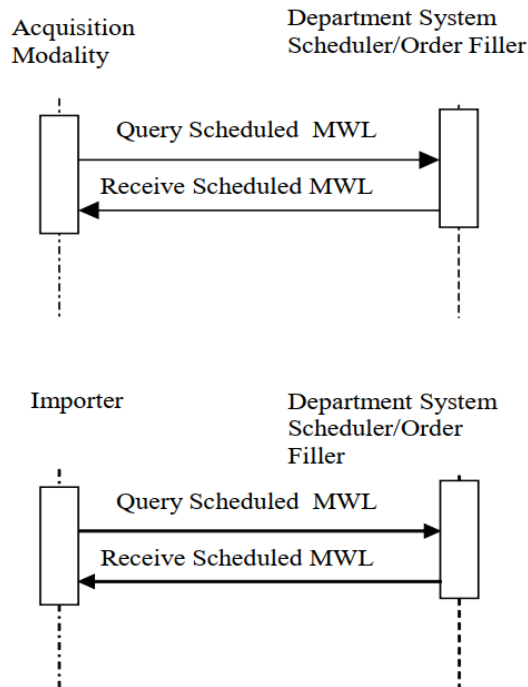 Acquisition
Modality
Department System
Scheduler/Order Filler
Query Scheduled MWL
Receive Scheduled MWL
Importer
Department System
Scheduler/Order
Filler
Query Scheduled MWL
Receive Scheduled MWL